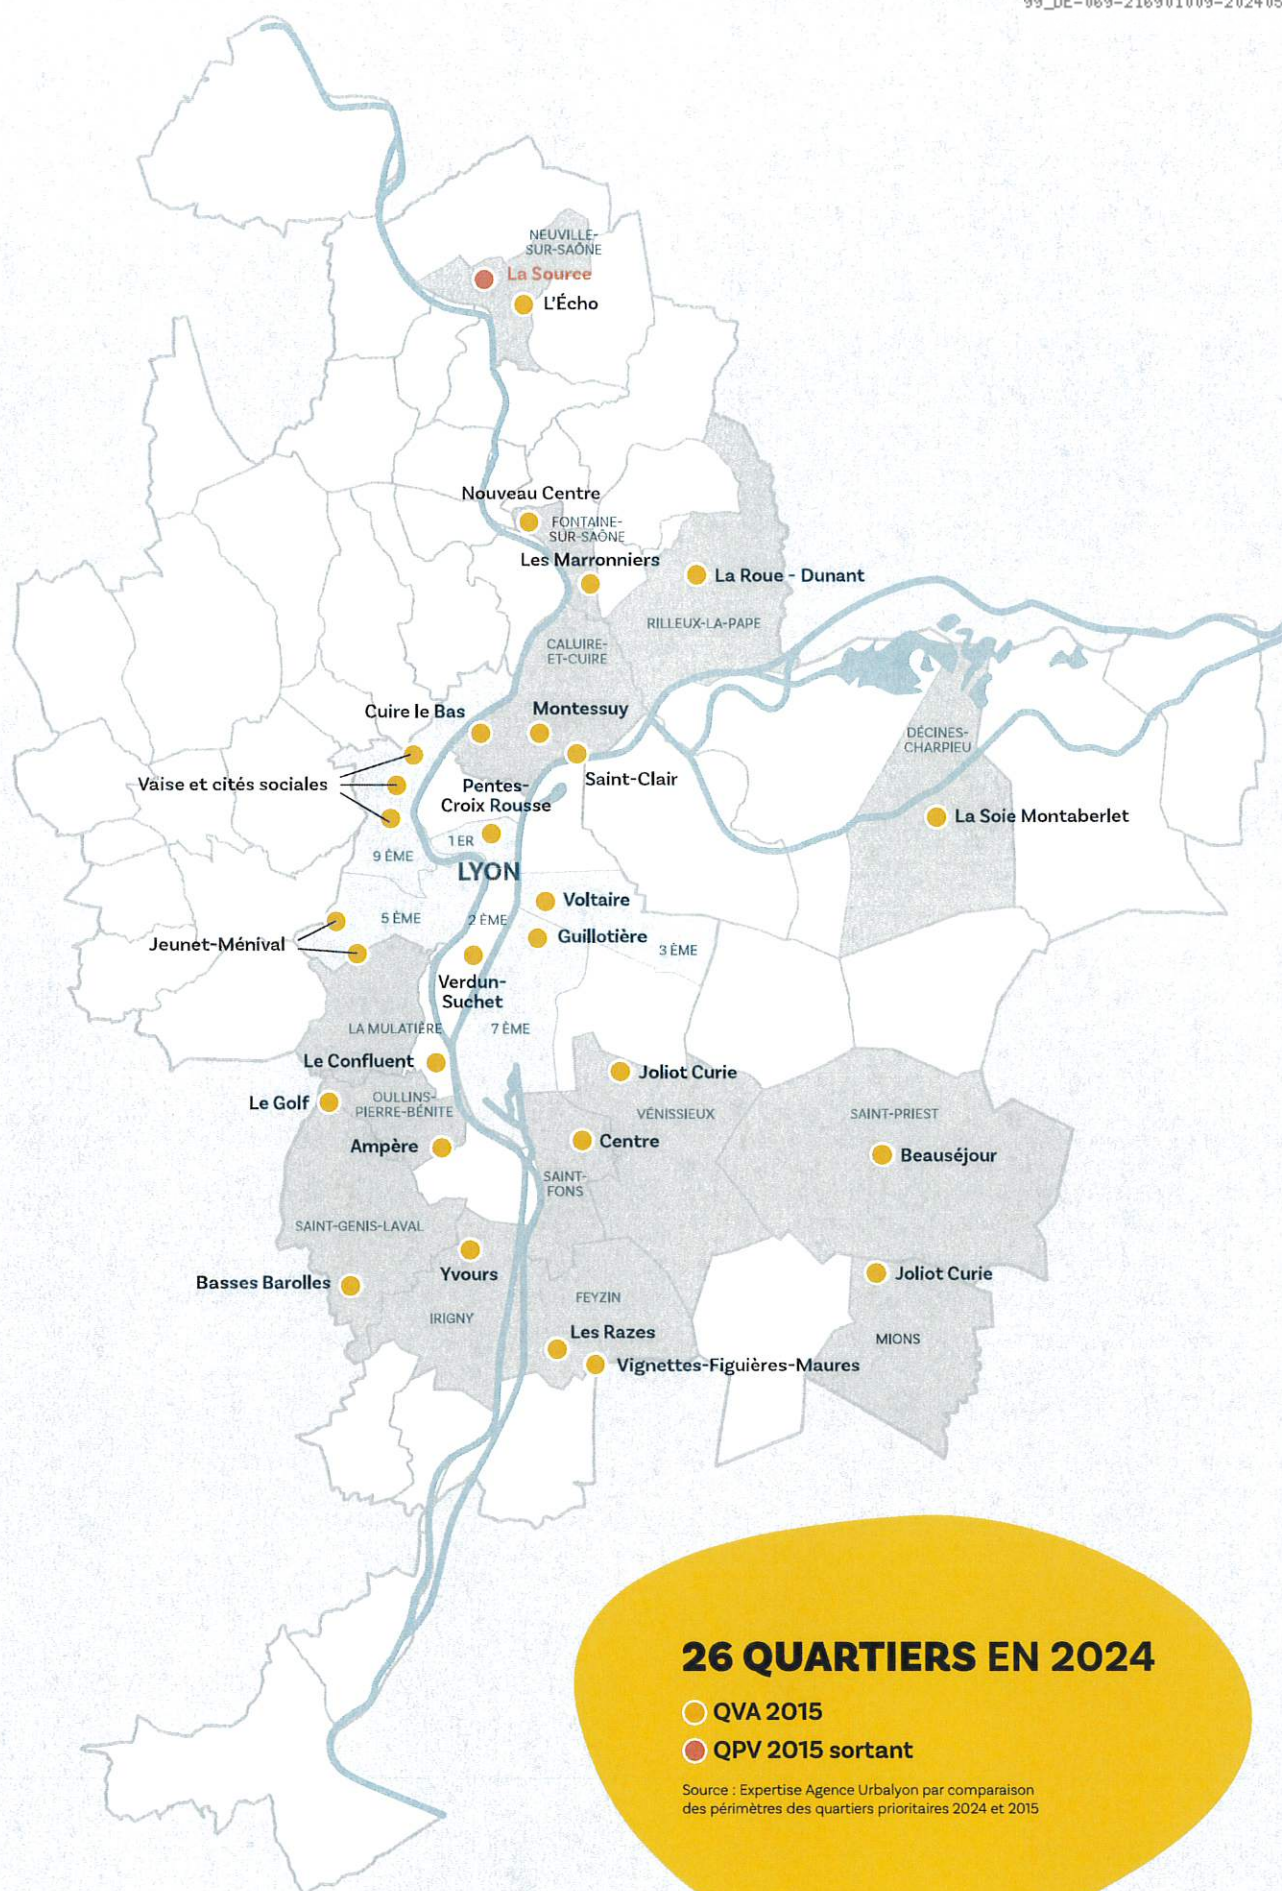 99_DE-069-216901009-202405
NEUVILLE-
SUR-SAÔNE
La Source
L'Écho
Nouveau Centre
FONTAINE-
SUR-SAÔNE
Les Marronniers
La Roue - Dunant
RILLEUX-LA-PAPE
CALUIRE-
ET-CUIRE
Cuire le Bas
Montessuy
DÉCINES-
CHARPIEU
Vaise et cités sociales
Saint-Clair
Pentes-
Croix Rousse
La Soie Montaberlet
1 ER
9 ÈME
LYON
Voltaire
5 ÈME
2 ÈME
Guillotière
3 ÈME
Jeunet-Ménival
Verdun-
Suchet
LA MULATIÈRE
7 ÈME
Le Confluent
Joliot Curie
Le Golf
OULLINS-
PIERRE-BÉNITE
VÉNISSIEUX
SAINT-PRIEST
Ampère
Centre
Beauséjour
SAINT-
FONS
SAINT-GENIS-LAVAL
Basses Barolles
Yvours
Joliot Curie
FEYZIN
IRIGNY
Les Razes
MIONS
Vignettes-Figuières-Maures
26 QUARTIERS EN 2024
QVA 2015
QPV 2015 sortant
Source : Expertise Agence Urbalyon par comparaison
des périmètres des quartiers prioritaires 2024 et 2015